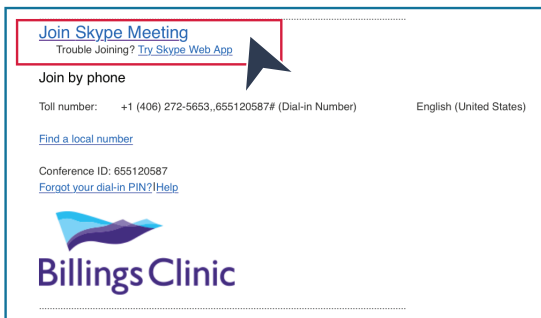 Join Skype Meeting
Trouble Joining? Try Skype Web App
Join by phone
Toll number: +1 (406) 272-5653,,655120587# (Dial-in Number) English (United States)
Find a local number
Conference ID: 655120587
Forgot your dial-in PIN?|Help
Billings Clinic